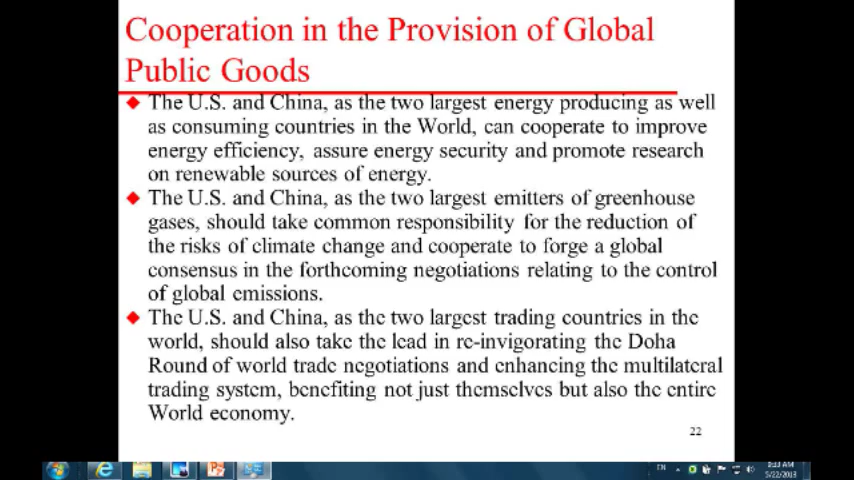 Cooperation in the Provision of Global
Public Goods
The U.S. and China, as the two largest energy producing as well
as consuming countries in the World, can cooperate to improve
energy efficiency, assure energy security and promote research
on renewable sources of energy.
The U.S. and China, as the two largest emitters of greenhouse
gases, should take common responsibility for the reduction of
the risks of climate change and cooperate to forge a global
consensus in the forthcoming negotiations relating to the control
of global emissions.
The U.S. and China, as the two largest trading countries in the
world, should also take the lead in re-invigorating the Doha
Round of world trade negotiations and enhancing the multilateral
trading system, benefiting not just themselves but also the entire
World economy.
22
EN
AM
5/22/2013